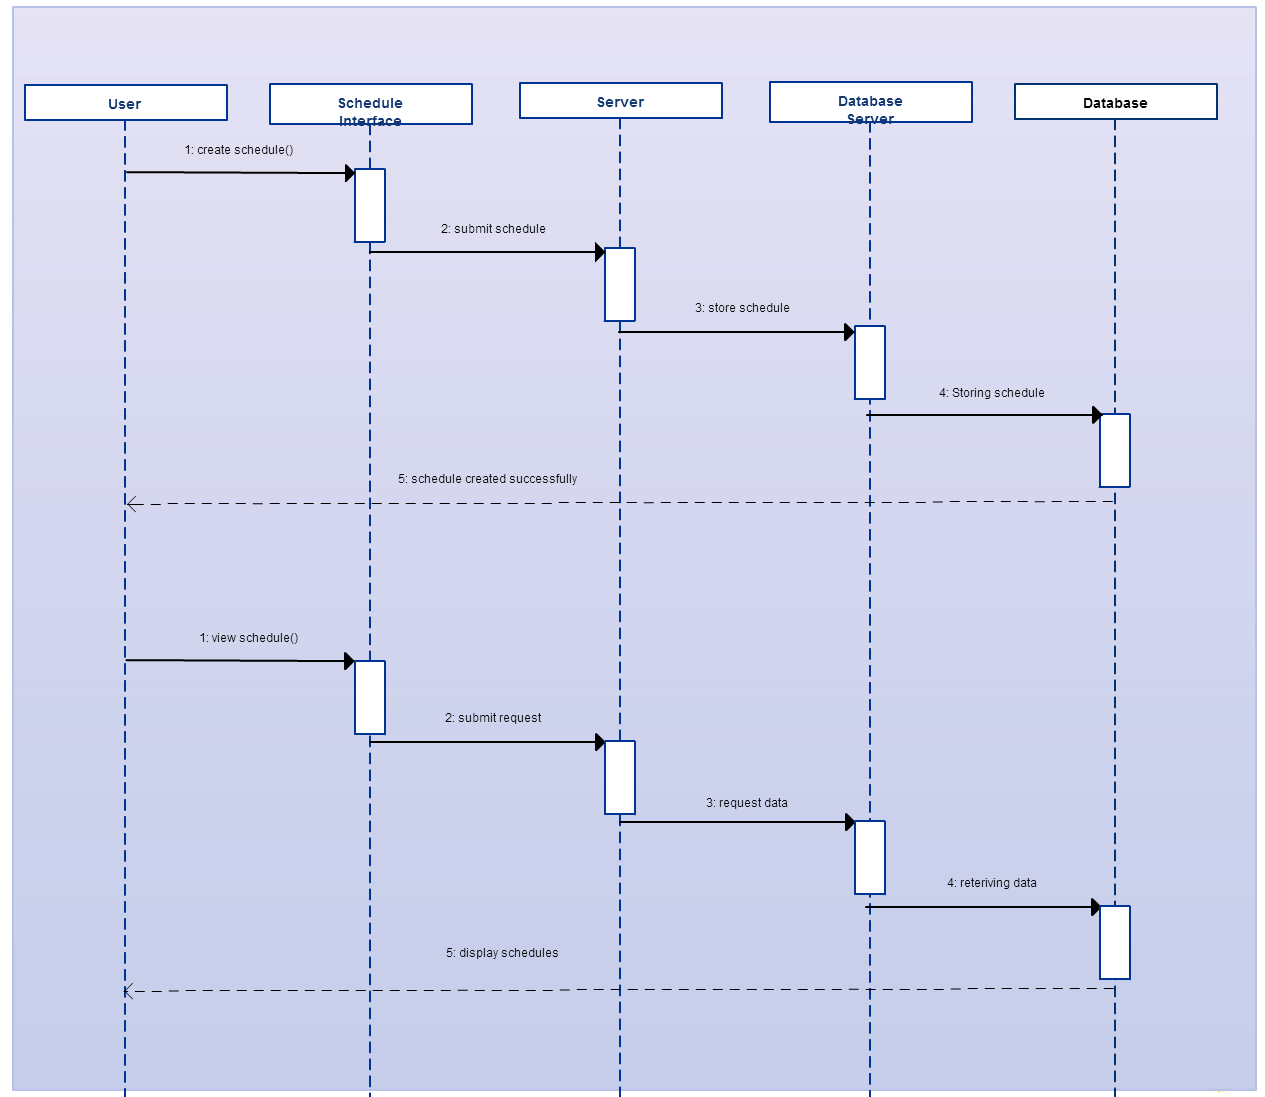 User
Schedule
Interface
Server
Database
Server
Database
1: create schedule()
2: submit schedule
3: store schedule
4: Storing schedule
5: schedule created successfully
1: view schedule()
2: submit request
3: request data
4: reteriving data
5: display schedules